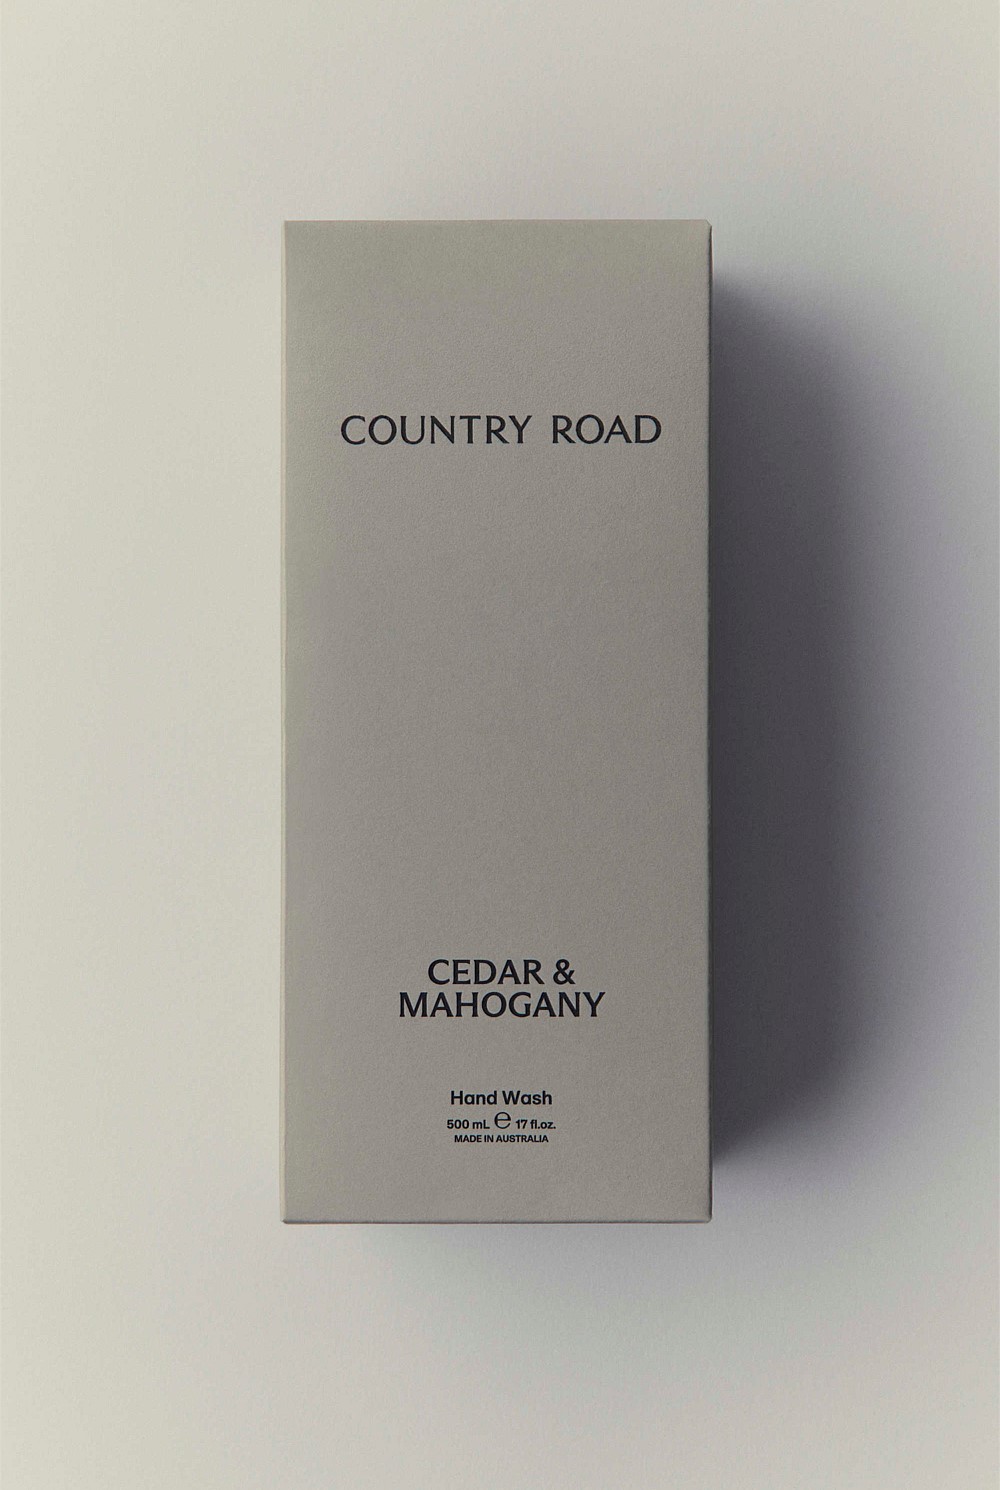 COUNTRY ROAD
CEDAR &
MAHOGANY
Hand Wash
500 mL ℮ 17 fl.oz.
MADE IN AUSTRALIA